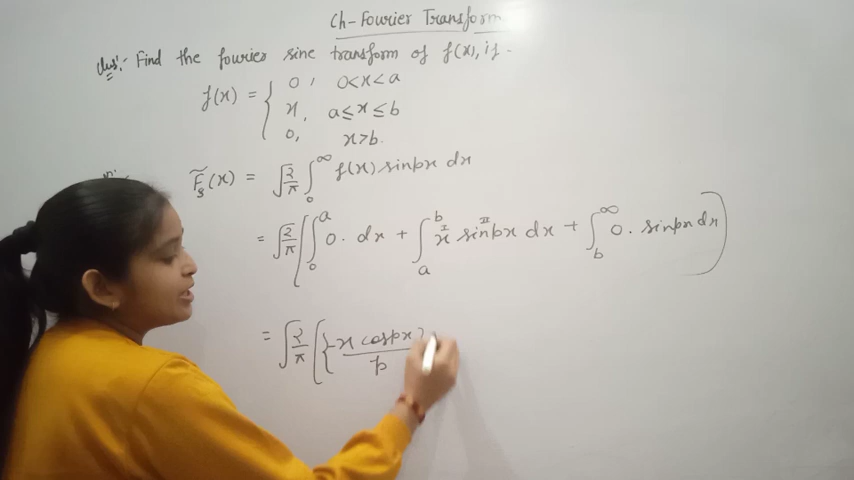 Ch-Fourier Transform
Ques:- Find the fourier sine transform of f(x), if-
f(x) = { 0, 0<x<a
x, a≤x≤b
0, x>b.
F̃s(x) = √2/π ∫₀^∞ f(x) sinpx dx
= √2/π [ ∫₀^a 0. dx + ∫ₐ^b x sinpx dx + ∫_b^∞ 0. sinpx dx ]
I II
= √2/π [ { -x cospx / p }